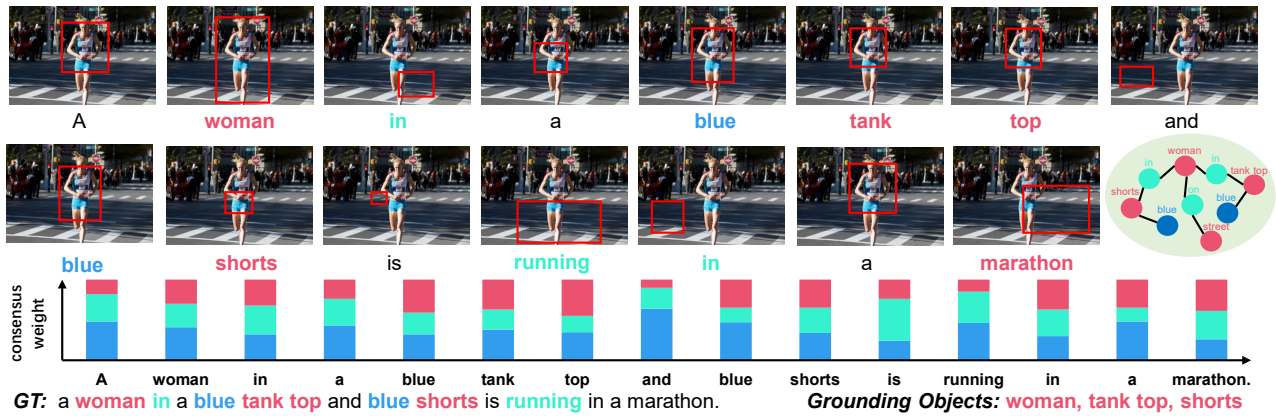 A woman in a blue tank top and
woman
in in
tank top
shorts on
blue blue
street
blue shorts is running in a marathon
consensus
weight
A woman in a blue tank top and blue shorts is running in a marathon.
GT: a woman in a blue tank top and blue shorts is running in a marathon. Grounding Objects: woman, tank top, shorts